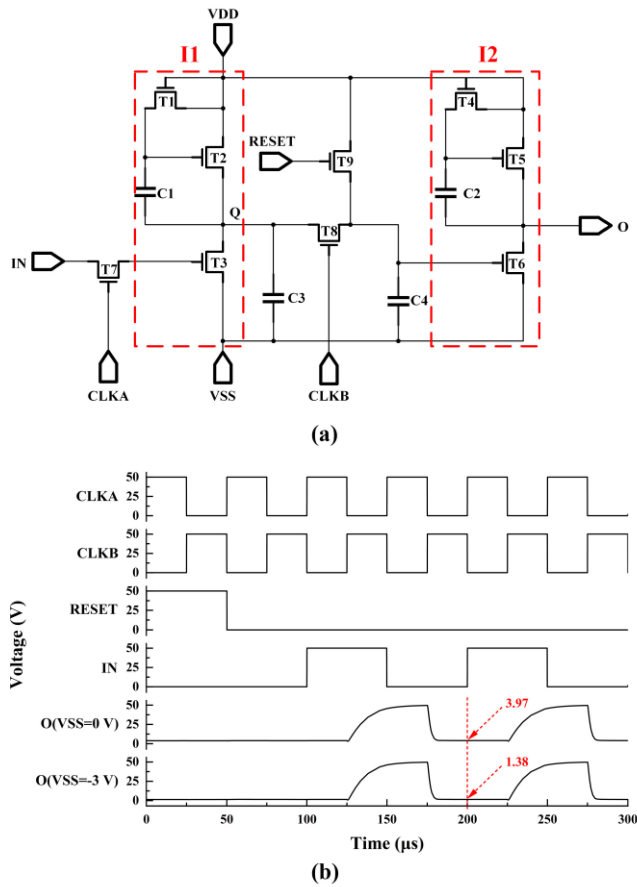 VDD
I1
I2
T1
T4
RESET
T2
T9
T5
C1
C2
Q
T8
O
IN
T7
T3
T6
C3
C4
CLKA
VSS
CLKB
(a)
Voltage (V)
CLKA
50
25
0
CLKB
50
25
0
RESET
50
25
0
IN
50
25
0
O(VSS=0 V)
50
25
0
3.97
O(VSS=-3 V)
50
25
0
1.38
0 50 100 150 200 250 300
Time (μs)
(b)